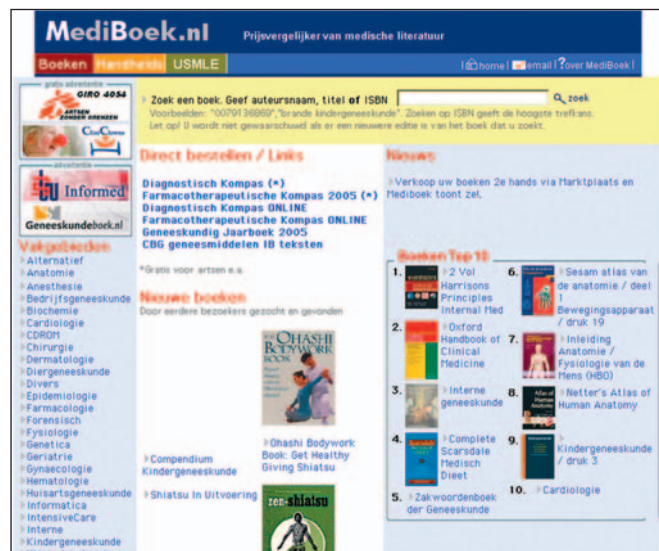 MediBoek.nl
Prijsvergelijker van medische literatuur
Boeken Handheids USMLE
home | email | ? over MediBoek |
gratis advertentie
GIRO 4054
ARTSEN
ZONDER GRENZEN
CliniClowns
advertentie
Informed
Geneeskundeboek.nl
Zoek een boek. Geef auteursnaam, titel of ISBN
zoek
Voorbeelden: "0079136869","brande kindergeneeskunde". Zoeken op ISBN geeft de hoogste trefkans.
Let op! U wordt niet gewaarschuwd als er een nieuwere editie is van het boek dat u zoekt.
Vakgebieden
Alternatief
Anatomie
Anesthesie
Bedrijfsgeneeskunde
Biochemie
Cardiologie
CDROM
Chirurgie
Dermatologie
Diergeneeskunde
Divers
Epidemiologie
Farmacologie
Forensisch
Fysiologie
Genetica
Geriatrie
Gynaecologie
Hematologie
Huisartsgeneeskunde
Informatica
IntensiveCare
Interne
Kindergeneeskunde
Direct bestellen / Links
Diagnostisch Kompas (*)
Farmacotherapeutische Kompas 2005 (*)
Diagnostisch Kompas ONLINE
Farmacotherapeutische Kompas ONLINE
Geneeskundig Jaarboek 2005
CBG geneesmiddelen IB teksten
*Gratis voor artsen e.a.
Nieuwe boeken
Door eerdere bezoekers gezocht en gevonden
THE OHASHI
BODYWORK
BOOK
Compendium
Kindergeneeskunde
Ohashi Bodywork
Book: Get Healthy
Giving Shiatsu
Shiatsu In Uitvoering
zen-shiatsu
Nieuws
Verkoop uw boeken 2e hands via Marktplaats en
Mediboek toont ze!.
Boeken Top 10
1. 2 Vol
Harrisons
Principles
Internal Med
2. Oxford
Handbook of
Clinical
Medicine
3. Interne
geneeskunde
4. Complete
Scarsdale
Medisch
Dieet
5. Zakwoordenboek
der Geneeskunde
6. Sesam atlas van
de anatomie / deel
1
Bewegingsapparaat
/ druk 19
7. Inleiding
Anatomie /
Fysiologie van de
Mens (HBO)
8. Netter's Atlas of
Human Anatomy
Atlas of
Human
Anatomy
9.
Kindergeneeskunde
/ druk 3
10. Cardiologie